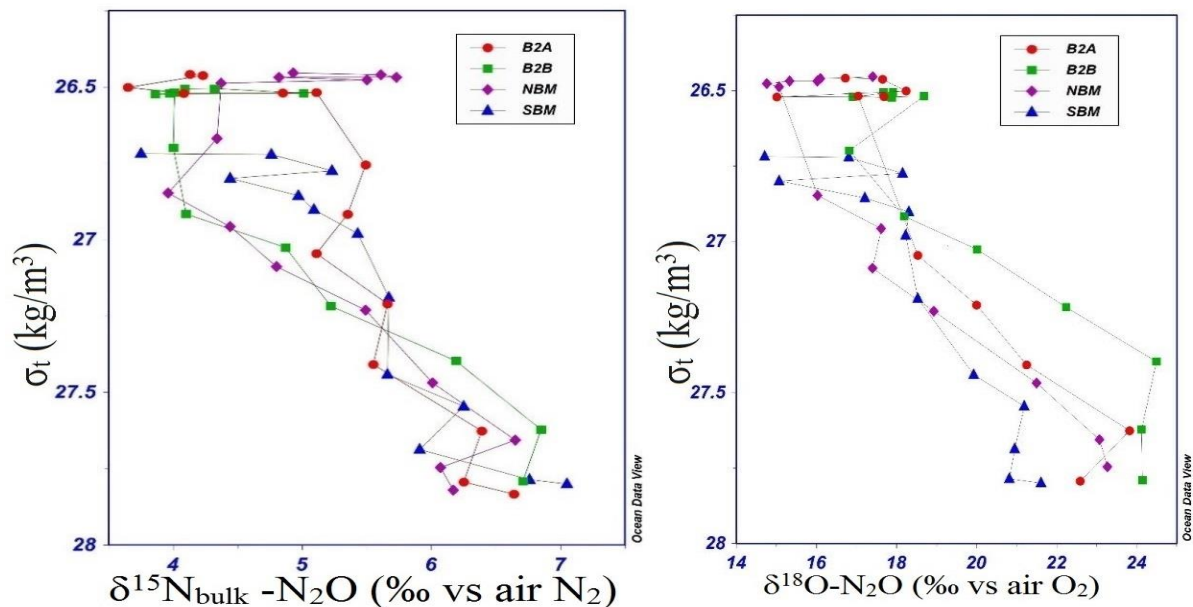 26.5
27
27.5
28
σt (kg/m³)
4 5 6 7
δ¹⁵Nbulk -N₂O (‰ vs air N₂)
B2A
B2B
NBM
SBM
Ocean Data View
26.5
27
27.5
28
σt (kg/m³)
14 16 18 20 22 24
δ¹⁸O-N₂O (‰ vs air O₂)
B2A
B2B
NBM
SBM
Ocean Data View